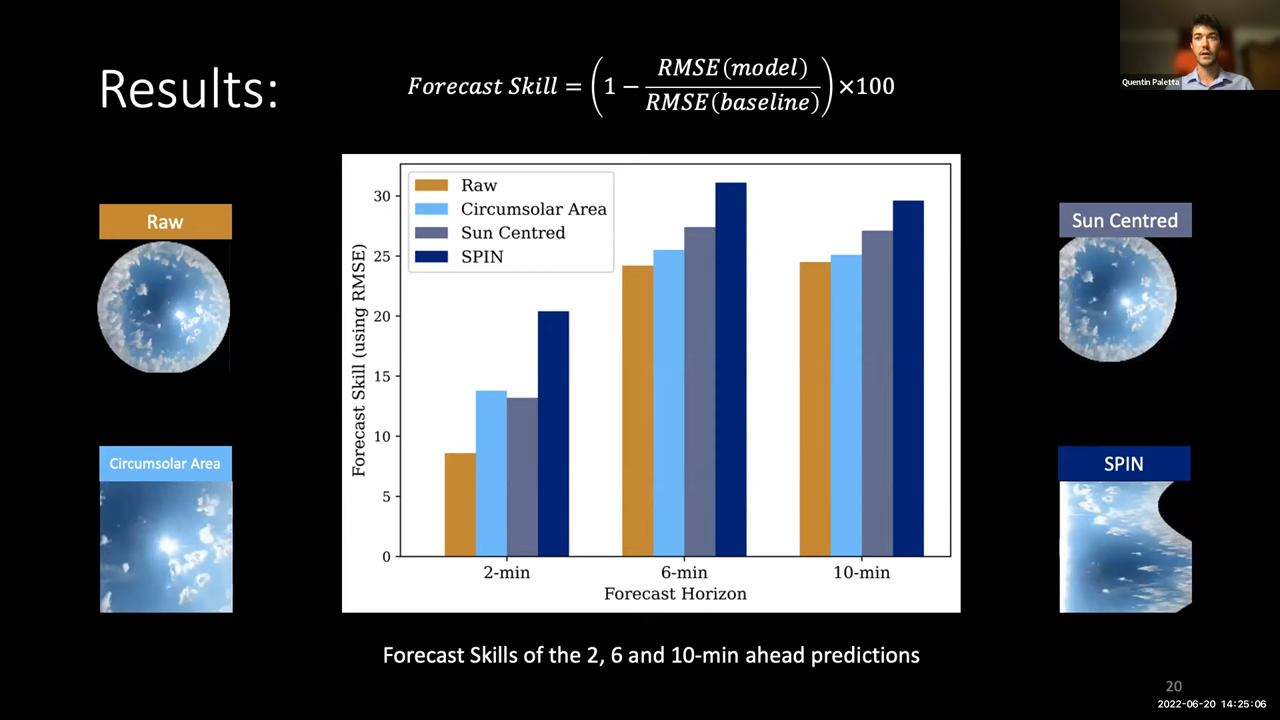 Results:
Forecast Skill = (1 − RMSE(model) / RMSE(baseline)) ×100
Quentin Paletta
Raw
Circumsolar Area
Sun Centred
SPIN
Forecast Skill (using RMSE)
30
25
20
15
10
5
0
2-min
6-min
10-min
Forecast Horizon
Raw
Circumsolar Area
Sun Centred
SPIN
Forecast Skills of the 2, 6 and 10-min ahead predictions
20
2022-06-20 14:25:06